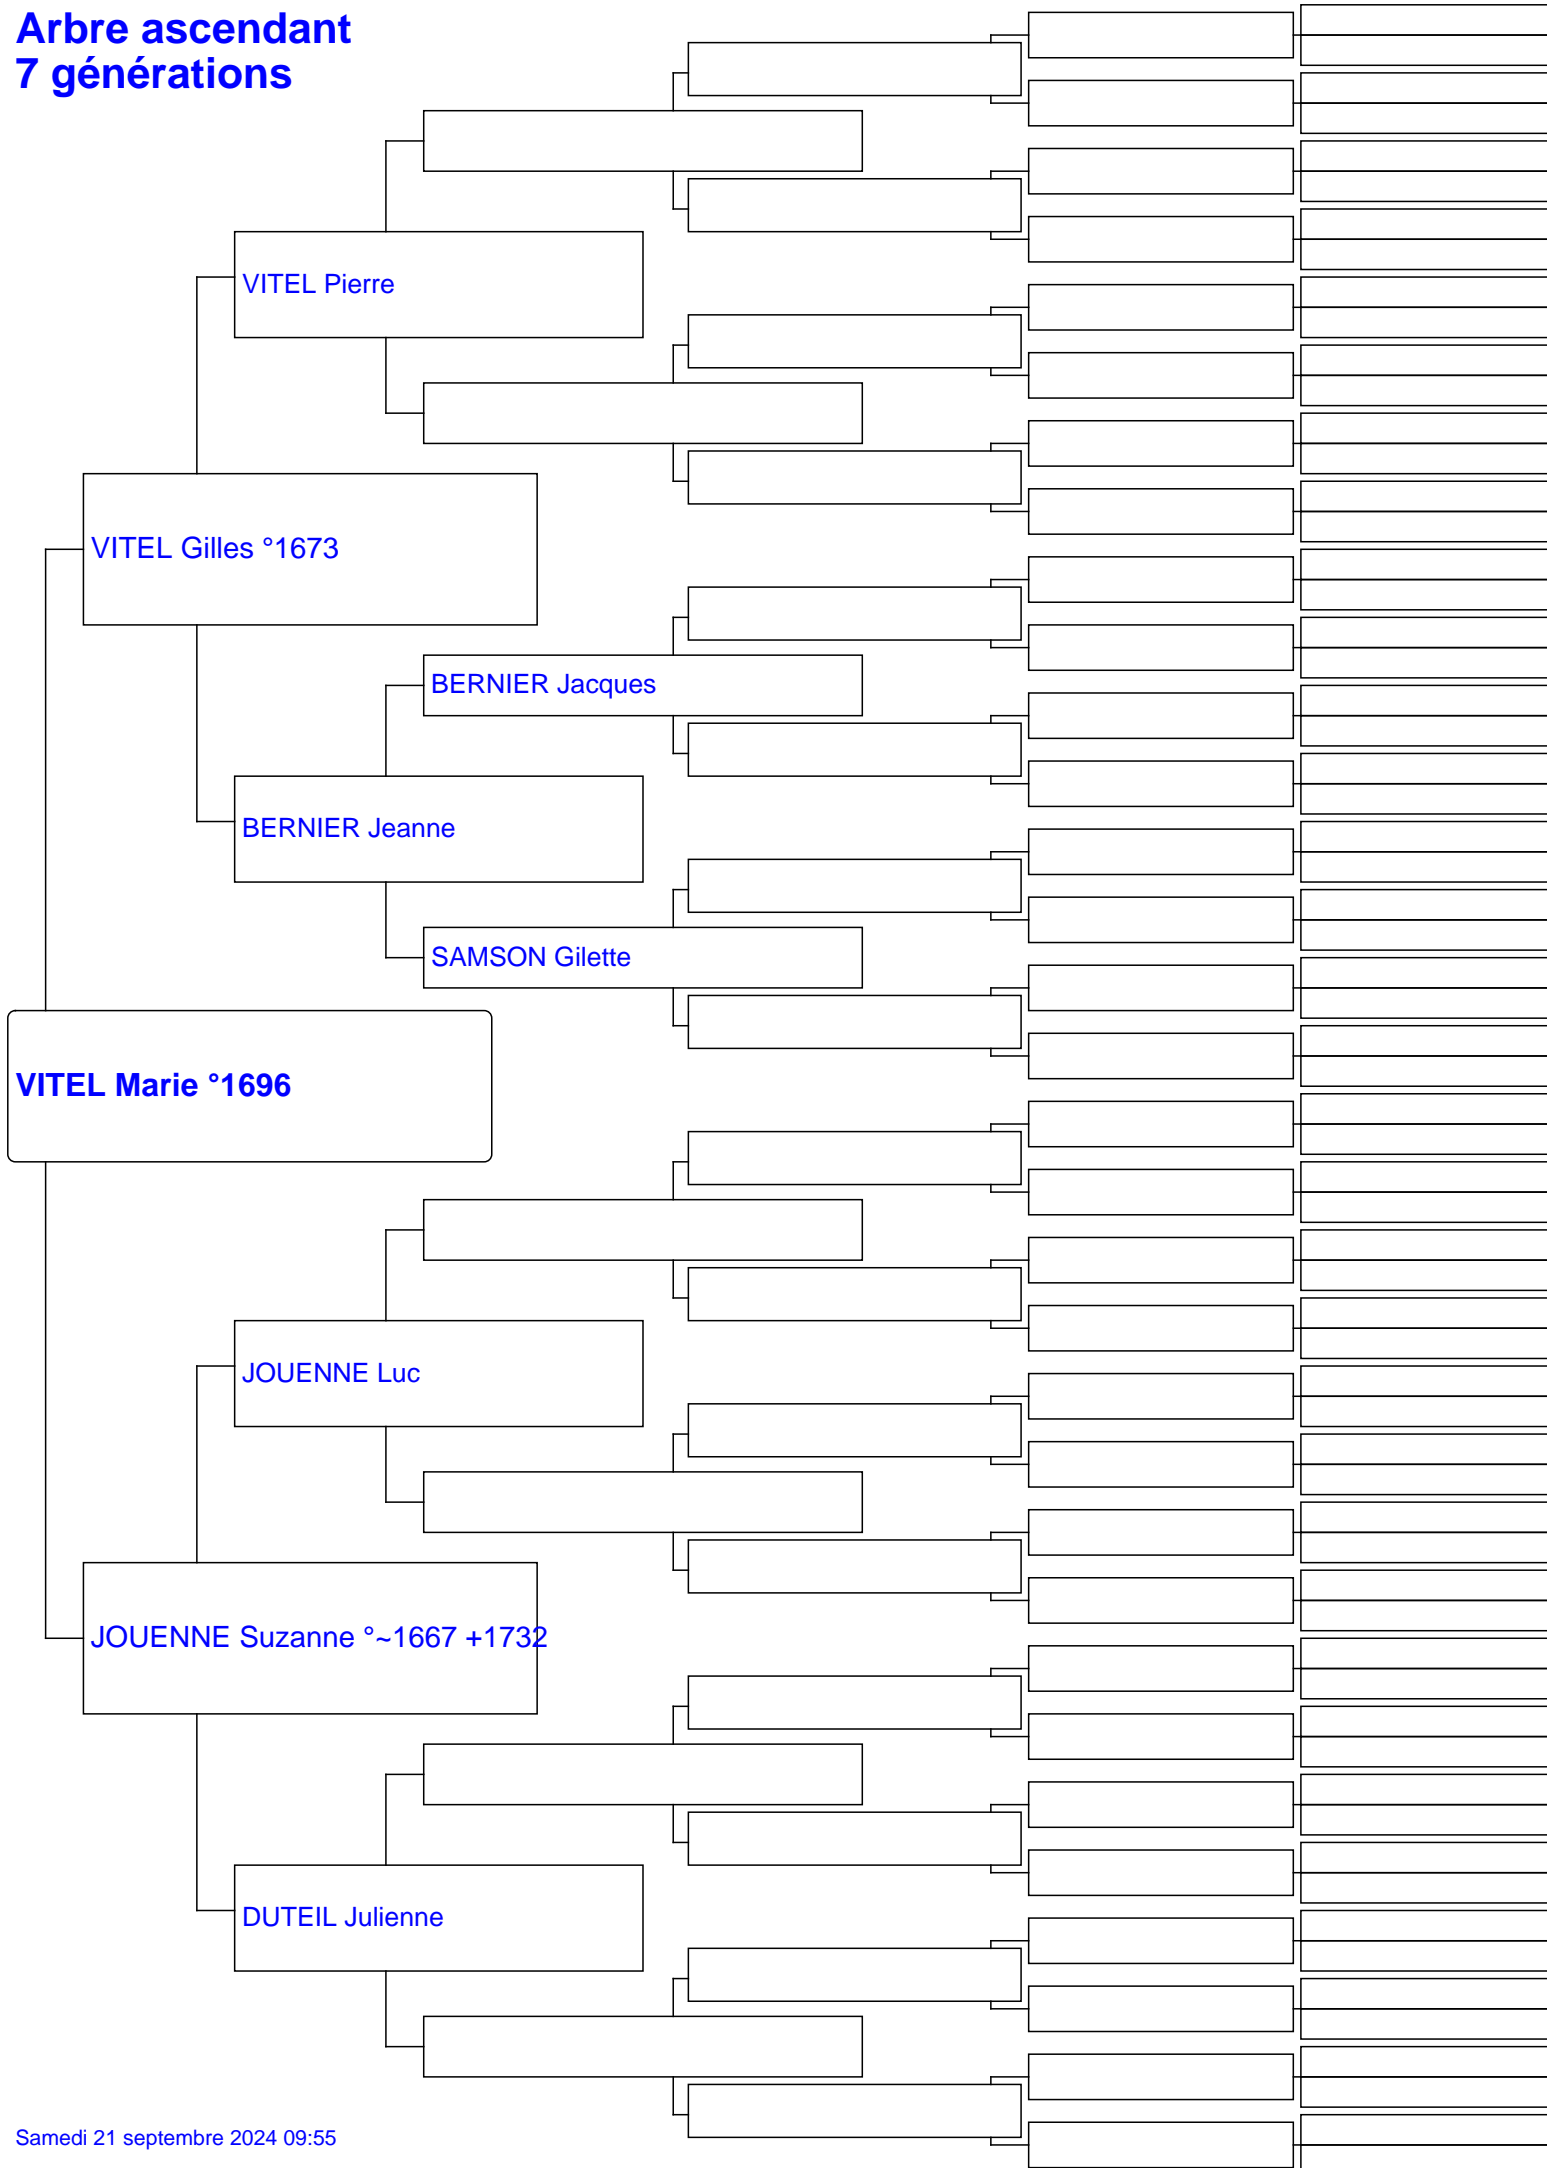 Arbre ascendant
7 générations
VITEL Pierre
VITEL Gilles °1673
BERNIER Jacques
BERNIER Jeanne
SAMSON Gilette
VITEL Marie °1696
JOUENNE Luc
JOUENNE Suzanne °~1667 +1732
DUTEIL Julienne
Samedi 21 septembre 2024 09:55